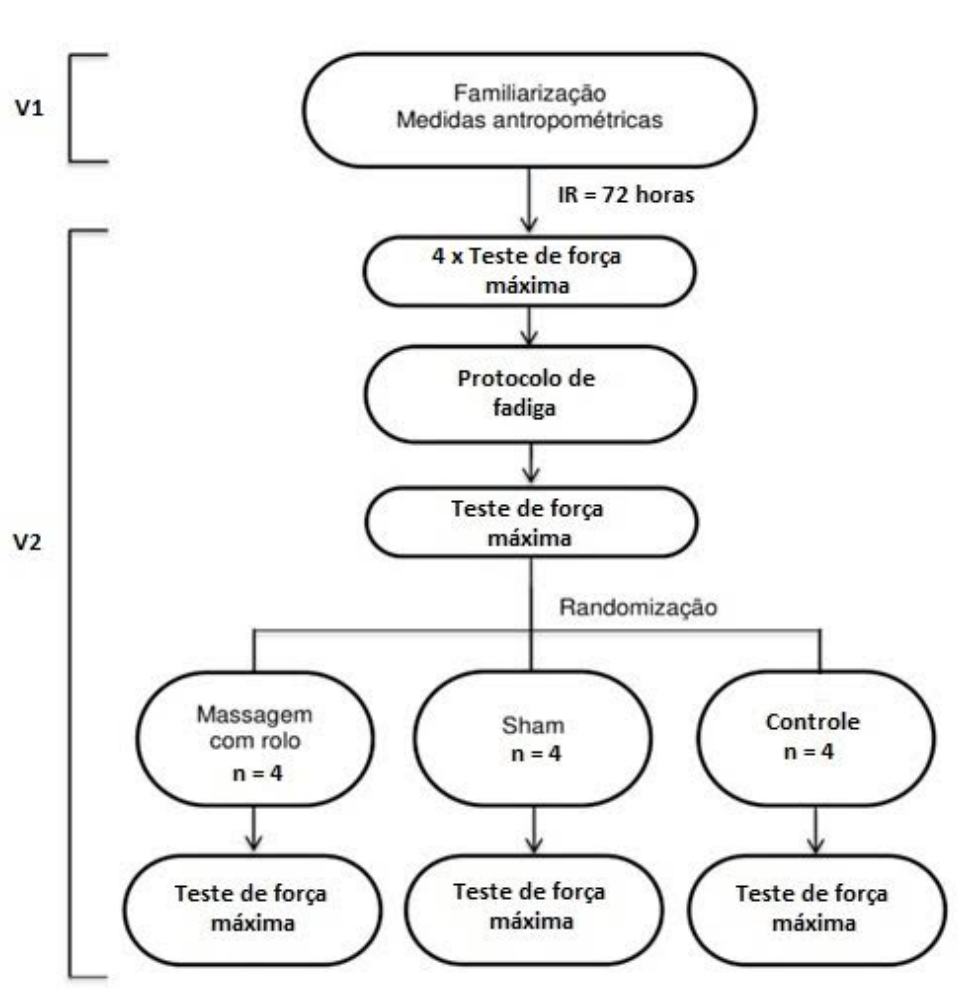 V1
Familiarização
Medidas antropométricas
IR = 72 horas
4 x Teste de força
máxima
Protocolo de
fadiga
Teste de força
máxima
V2
Randomização
Massagem
com rolo
n = 4
Sham
n = 4
Controle
n = 4
Teste de força
máxima
Teste de força
máxima
Teste de força
máxima